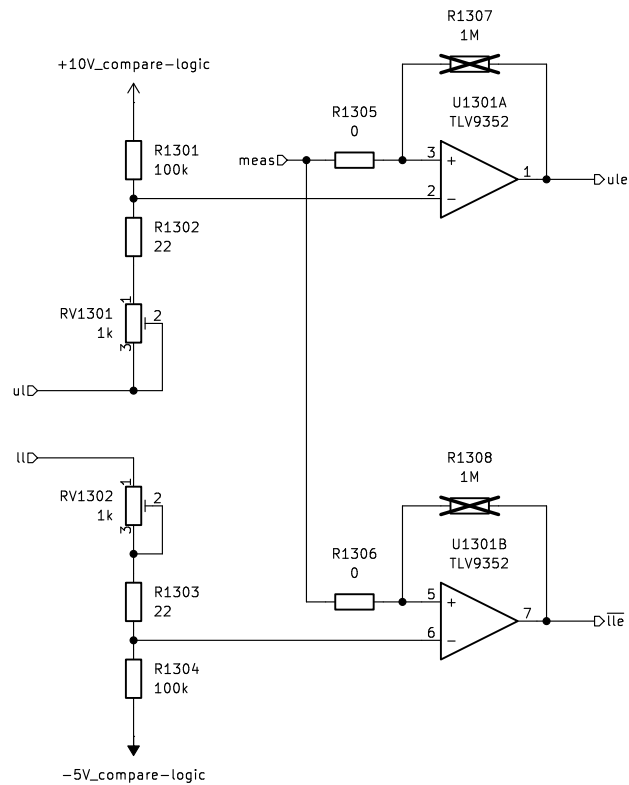 R1307
1M
+10V_compare-logic
U1301A
TLV9352
R1305
0
R1301
100k
meas
3
+
1
ule
2
−
R1302
22
1
RV1301
1k
2
3
ul
ll
R1308
1M
1
RV1302
1k
2
3
U1301B
TLV9352
R1306
0
R1303
22
5
+
7
lle
6
−
R1304
100k
-5V_compare-logic